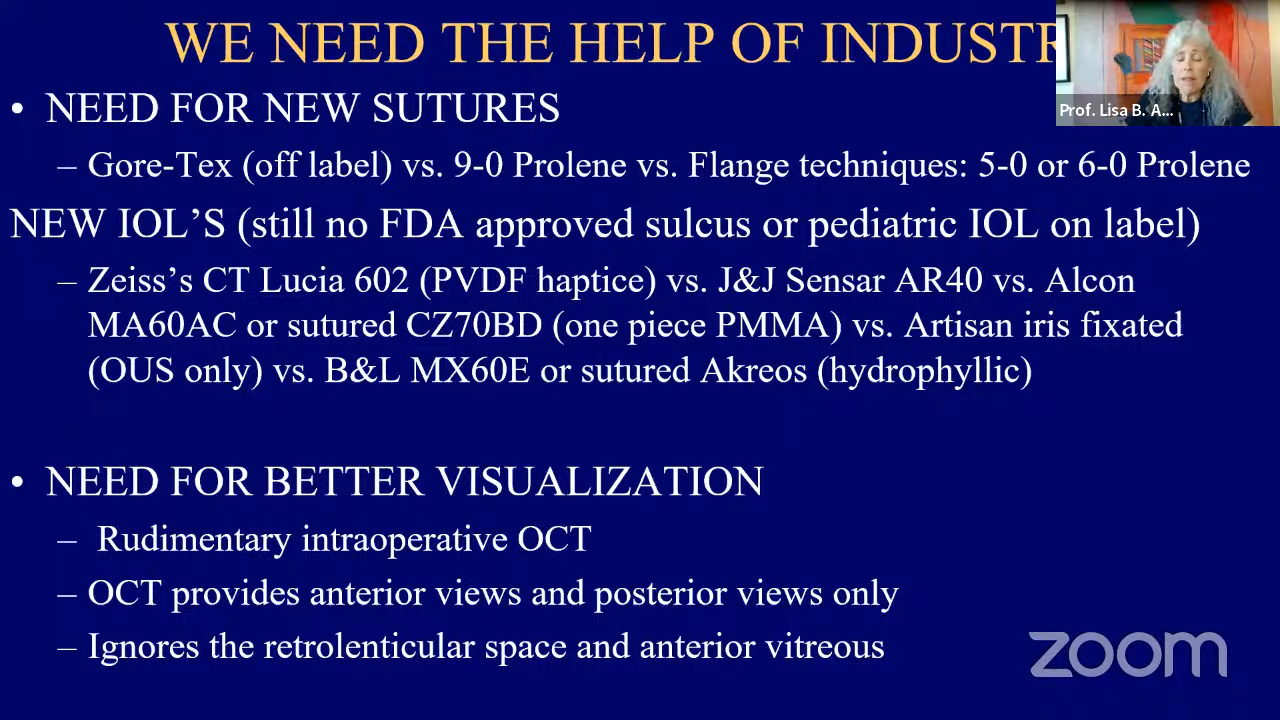 WE NEED THE HELP OF INDUSTR
Prof. Lisa B. A...
• NEED FOR NEW SUTURES
– Gore-Tex (off label) vs. 9-0 Prolene vs. Flange techniques: 5-0 or 6-0 Prolene
NEW IOL’S (still no FDA approved sulcus or pediatric IOL on label)
– Zeiss’s CT Lucia 602 (PVDF haptice) vs. J&J Sensar AR40 vs. Alcon
MA60AC or sutured CZ70BD (one piece PMMA) vs. Artisan iris fixated
(OUS only) vs. B&L MX60E or sutured Akreos (hydrophyllic)
• NEED FOR BETTER VISUALIZATION
– Rudimentary intraoperative OCT
– OCT provides anterior views and posterior views only
– Ignores the retrolenticular space and anterior vitreous
zoom